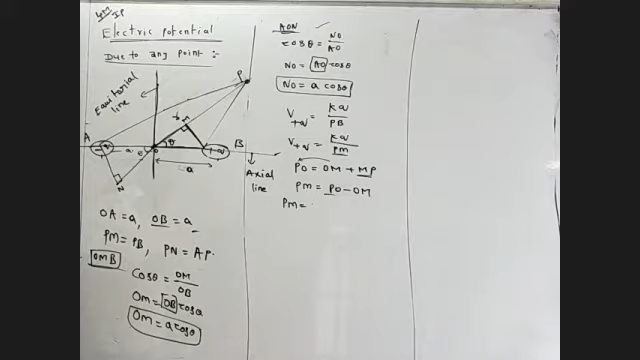 Electric potential
Due to any point :-
Equitorial line
P
A
B
M
N
O
θ
θ
a
a
+q
Axial line
OA = a, OB = a
PM = PB, PN = AP.
OMB
Cosθ = OM/OB
OM = OB cosθ
OM = a cosθ
AON
cosθ = NO/AO
NO = AO cosθ
NO = a cosθ
V+q = Kq/PB
V+q = Kq/PM
PO = OM + MP
PM = PO - OM
PM =